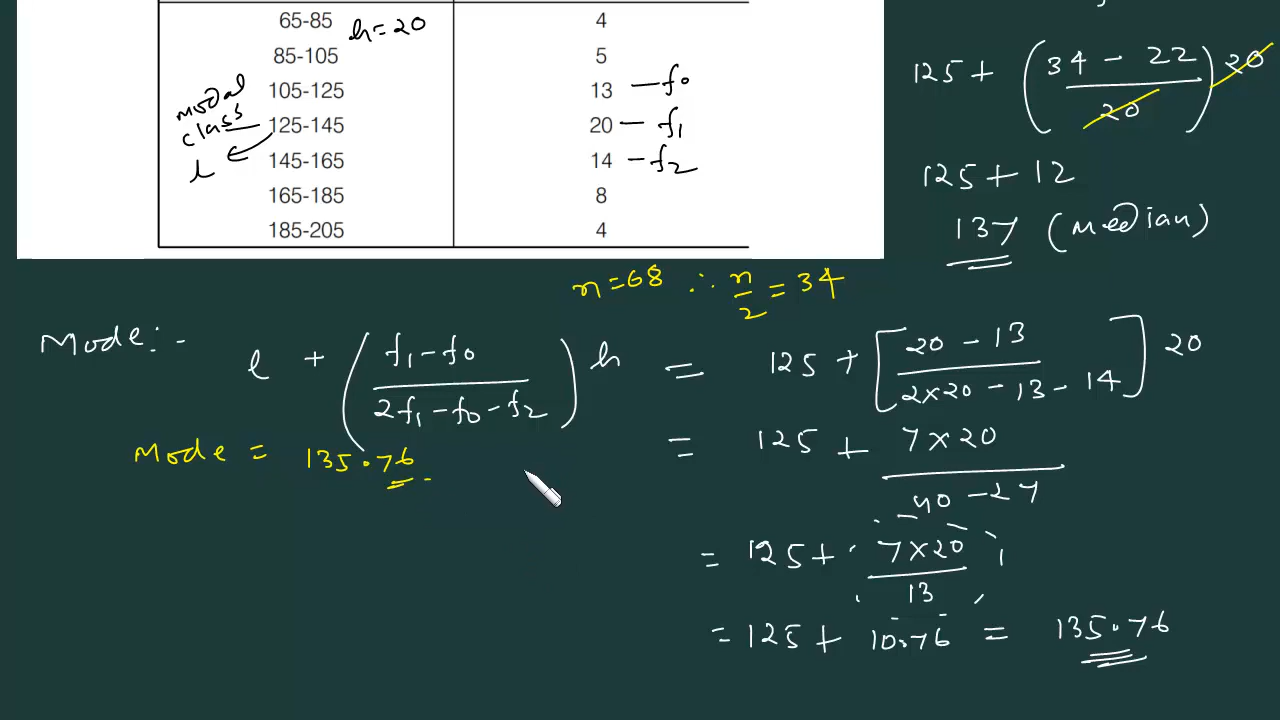 65-85 4
h=20
85-105 5
105-125 13 — f0
modal class
125-145 20 — f1
l
145-165 14 — f2
165-185 8
185-205 4
n=68 ∴ n/2 = 34
125 + (34 - 22 / 20) 20
125 + 12
137 (median)
Mode:- l + (f1 - f0 / 2f1 - f0 - f2) h = 125 + [20 - 13 / 2×20 - 13 - 14] 20
Mode = 135.76
= 125 + 7×20 / 40 - 27
= 125 + 7×20 / 13
= 125 + 10.76 = 135.76